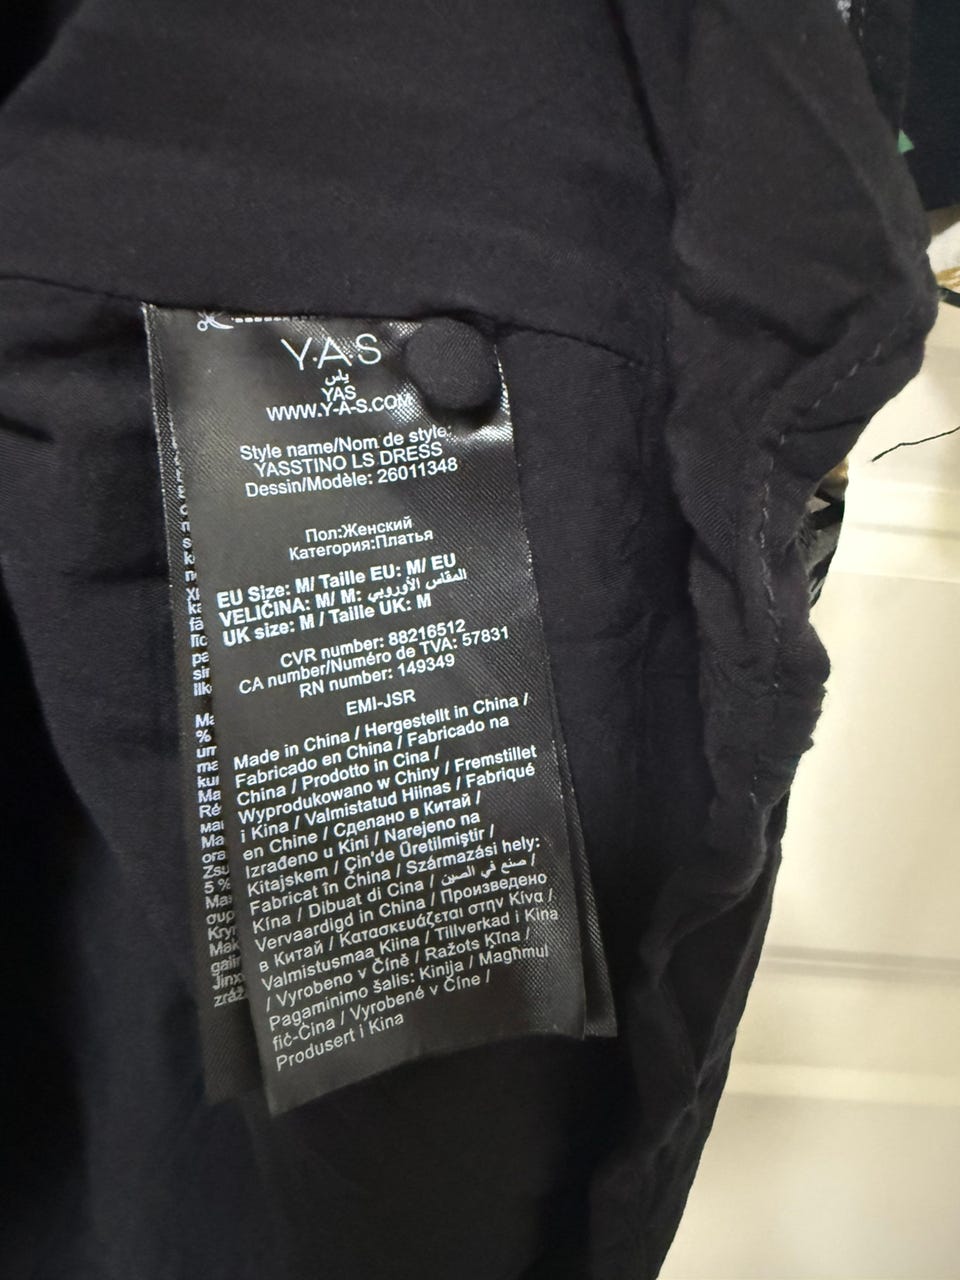 Y.A.S
ياس
YAS
WWW.Y-A-S.COM
Style name/Nom de style:
YASSTINO LS DRESS
Dessin/Modèle: 26011348
Пол:Женский
Категория:Платья
EU Size: M/ Taille EU: M/ EU
VELIČINA: M/ M: المقاس الأوروبي
UK size: M / Taille UK: M
CVR number: 88216512
CA number/Numéro de TVA: 57831
RN number: 149349
EMI-JSR
Made in China / Hergestellt in China /
Fabricado en China / Fabricado na
China / Prodotto in Cina /
Wyprodukowano w Chiny / Fremstillet
i Kina / Valmistatud Hiinas / Fabriqué
en Chine / Сделано в Китай /
Izrađeno u Kini / Narejeno na
Kitajskem / Çin'de Üretilmiştir /
Fabricat în China / Származási hely:
Kína / Dibuat di Cina / صنع في الصين /
Vervaardigd in China / Произведено
в Китай / Κατασκευάζεται στην Κίνα /
Valmistusmaa Kiina / Tillverkad i Kina
/ Vyrobeno v Číně / Ražots Ķīna /
Pagaminimo šalis: Kinija / Magħmul
fiċ-Ċina / Vyrobené v Číne /
Produsert i Kina